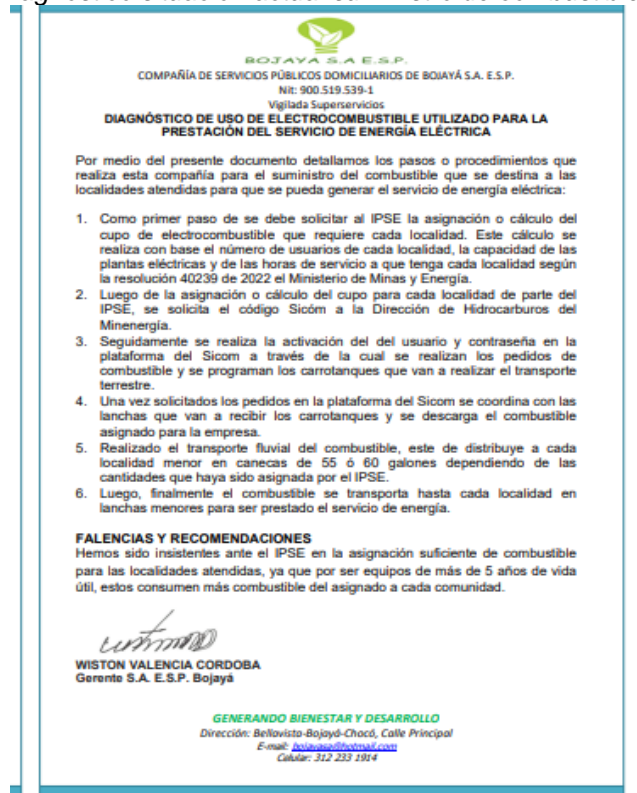 BOJAYA S.A E.S.P.
COMPAÑÍA DE SERVICIOS PÚBLICOS DOMICILIARIOS DE BOJAYÁ S.A. E.S.P.
Nit: 900.519.539-1
Vigilada Superservicios
DIAGNÓSTICO DE USO DE ELECTROCOMBUSTIBLE UTILIZADO PARA LA
PRESTACIÓN DEL SERVICIO DE ENERGÍA ELÉCTRICA
Por medio del presente documento detallamos los pasos o procedimientos que
realiza esta compañía para el suministro del combustible que se destina a las
localidades atendidas para que se pueda generar el servicio de energía eléctrica:
1. Como primer paso de se debe solicitar al IPSE la asignación o cálculo del
cupo de electrocombustible que requiere cada localidad. Este cálculo se
realiza con base el número de usuarios de cada localidad, la capacidad de las
plantas eléctricas y de las horas de servicio a que tenga cada localidad según
la resolución 40239 de 2022 el Ministerio de Minas y Energía.
2. Luego de la asignación o cálculo del cupo para cada localidad de parte del
IPSE, se solicita el código Sicóm a la Dirección de Hidrocarburos del
Minenergía.
3. Seguidamente se realiza la activación del del usuario y contraseña en la
plataforma del Sicom a través de la cual se realizan los pedidos de
combustible y se programan los carrotanques que van a realizar el transporte
terrestre.
4. Una vez solicitados los pedidos en la plataforma del Sicom se coordina con las
lanchas que van a recibir los carrotanques y se descarga el combustible
asignado para la empresa.
5. Realizado el transporte fluvial del combustible, este de distribuye a cada
localidad menor en canecas de 55 ó 60 galones dependiendo de las
cantidades que haya sido asignada por el IPSE.
6. Luego, finalmente el combustible se transporta hasta cada localidad en
lanchas menores para ser prestado el servicio de energía.
FALENCIAS Y RECOMENDACIONES
Hemos sido insistentes ante el IPSE en la asignación suficiente de combustible
para las localidades atendidas, ya que por ser equipos de más de 5 años de vida
útil, estos consumen más combustible del asignado a cada comunidad.
WISTON VALENCIA CORDOBA
Gerente S.A. E.S.P. Bojayá
GENERANDO BIENESTAR Y DESARROLLO
Dirección: Bellavista-Bojayá-Chocó, Calle Principal
E-mail: bojayasa@hotmail.com
Celular: 312 233 1914